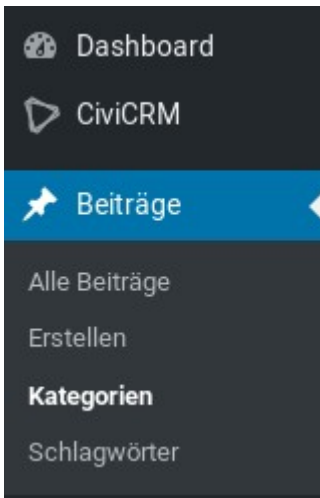 Dashboard
CiviCRM
Beiträge
Alle Beiträge
Erstellen
Kategorien
Schlagwörter